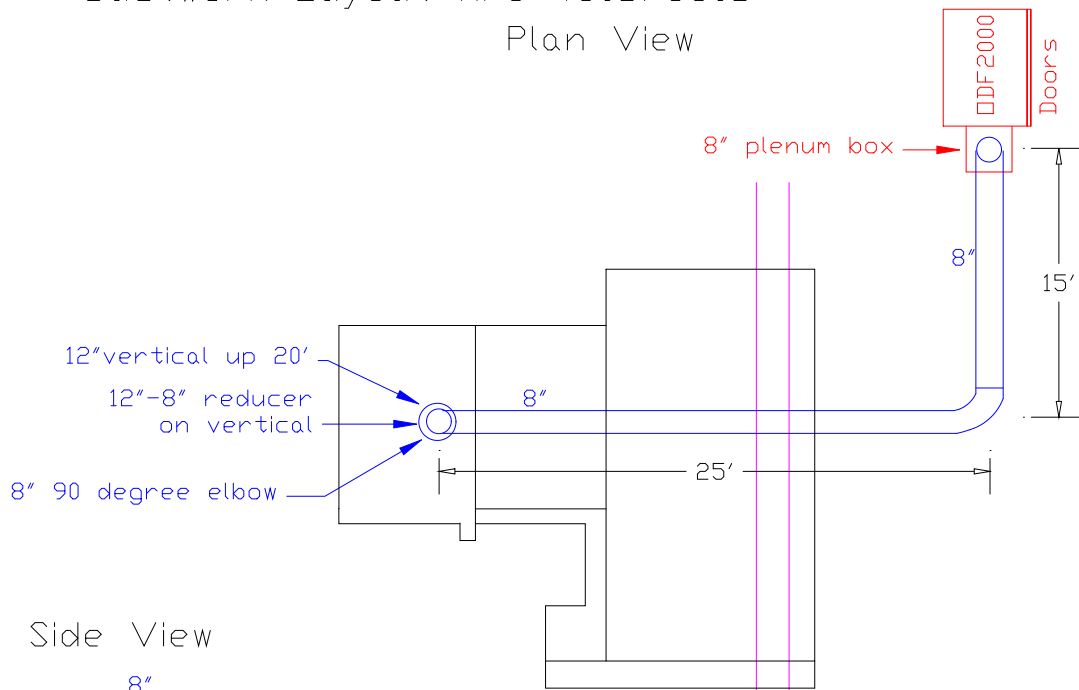 Plan View
□DF2000
Doors
8" plenum box
8"
15'
12"vertical up 20'
12"-8" reducer
on vertical
8"
8" 90 degree elbow
25'
Side View
8"